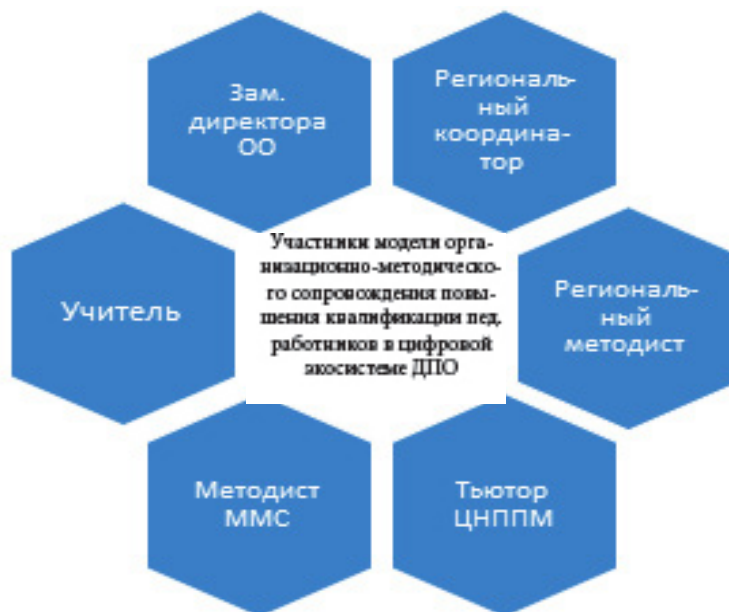 Зам.
директора
ОО
Региональ-
ный
координа-
тор
Участники модели орга-
низационно-методическо-
го сопровождения повы-
шения квалификации пед.
работников в цифровой
экосистеме ДПО
Учитель
Региональ-
ный
методист
Методист
ММС
Тьютор
ЦНППМ